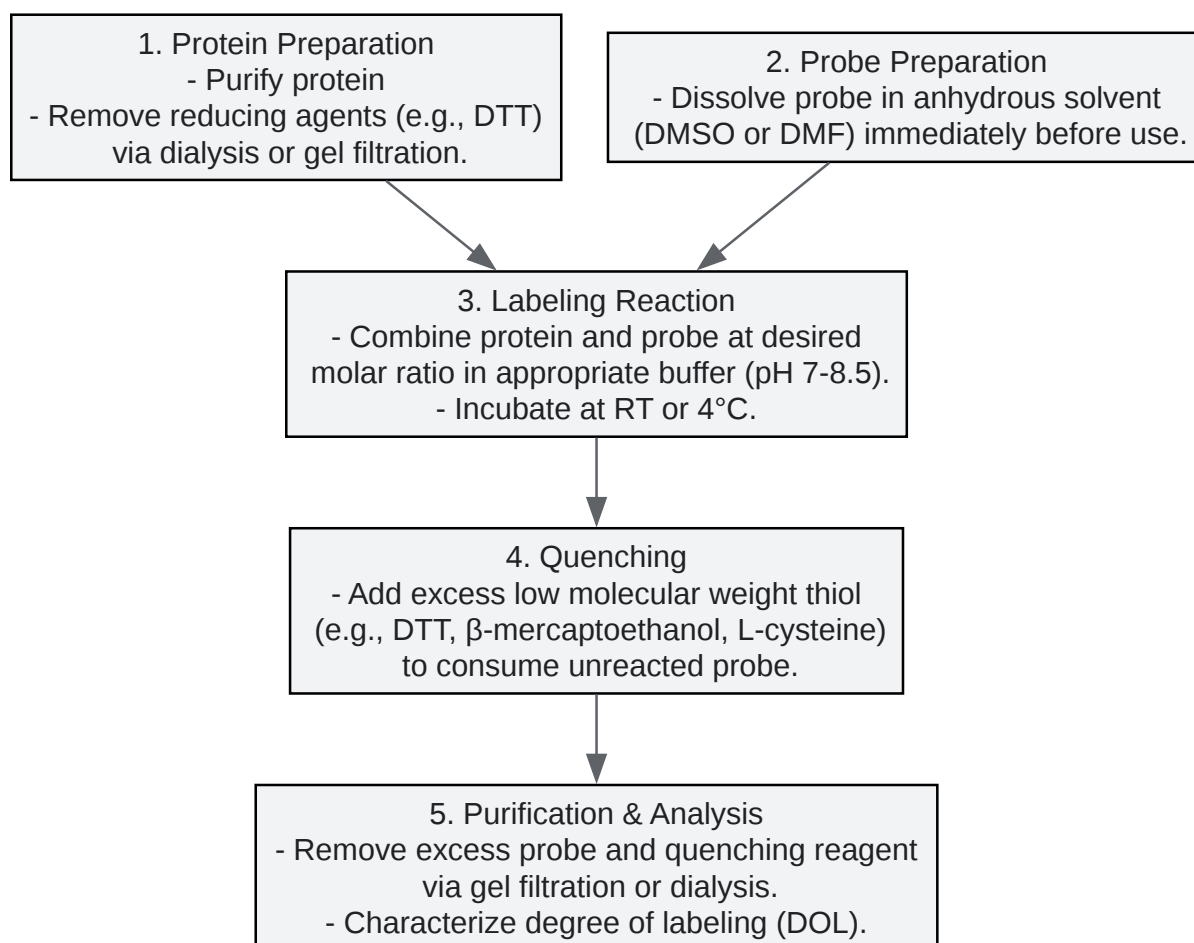 1. Protein Preparation
- Purify protein
- Remove reducing agents (e.g., DTT)
via dialysis or gel filtration.
2. Probe Preparation
- Dissolve probe in anhydrous solvent
(DMSO or DMF) immediately before use.
3. Labeling Reaction
- Combine protein and probe at desired
molar ratio in appropriate buffer (pH 7-8.5).
- Incubate at RT or 4°C.
4. Quenching
- Add excess low molecular weight thiol
(e.g., DTT, β-mercaptoethanol, L-cysteine)
to consume unreacted probe.
5. Purification & Analysis
- Remove excess probe and quenching reagent
via gel filtration or dialysis.
- Characterize degree of labeling (DOL).